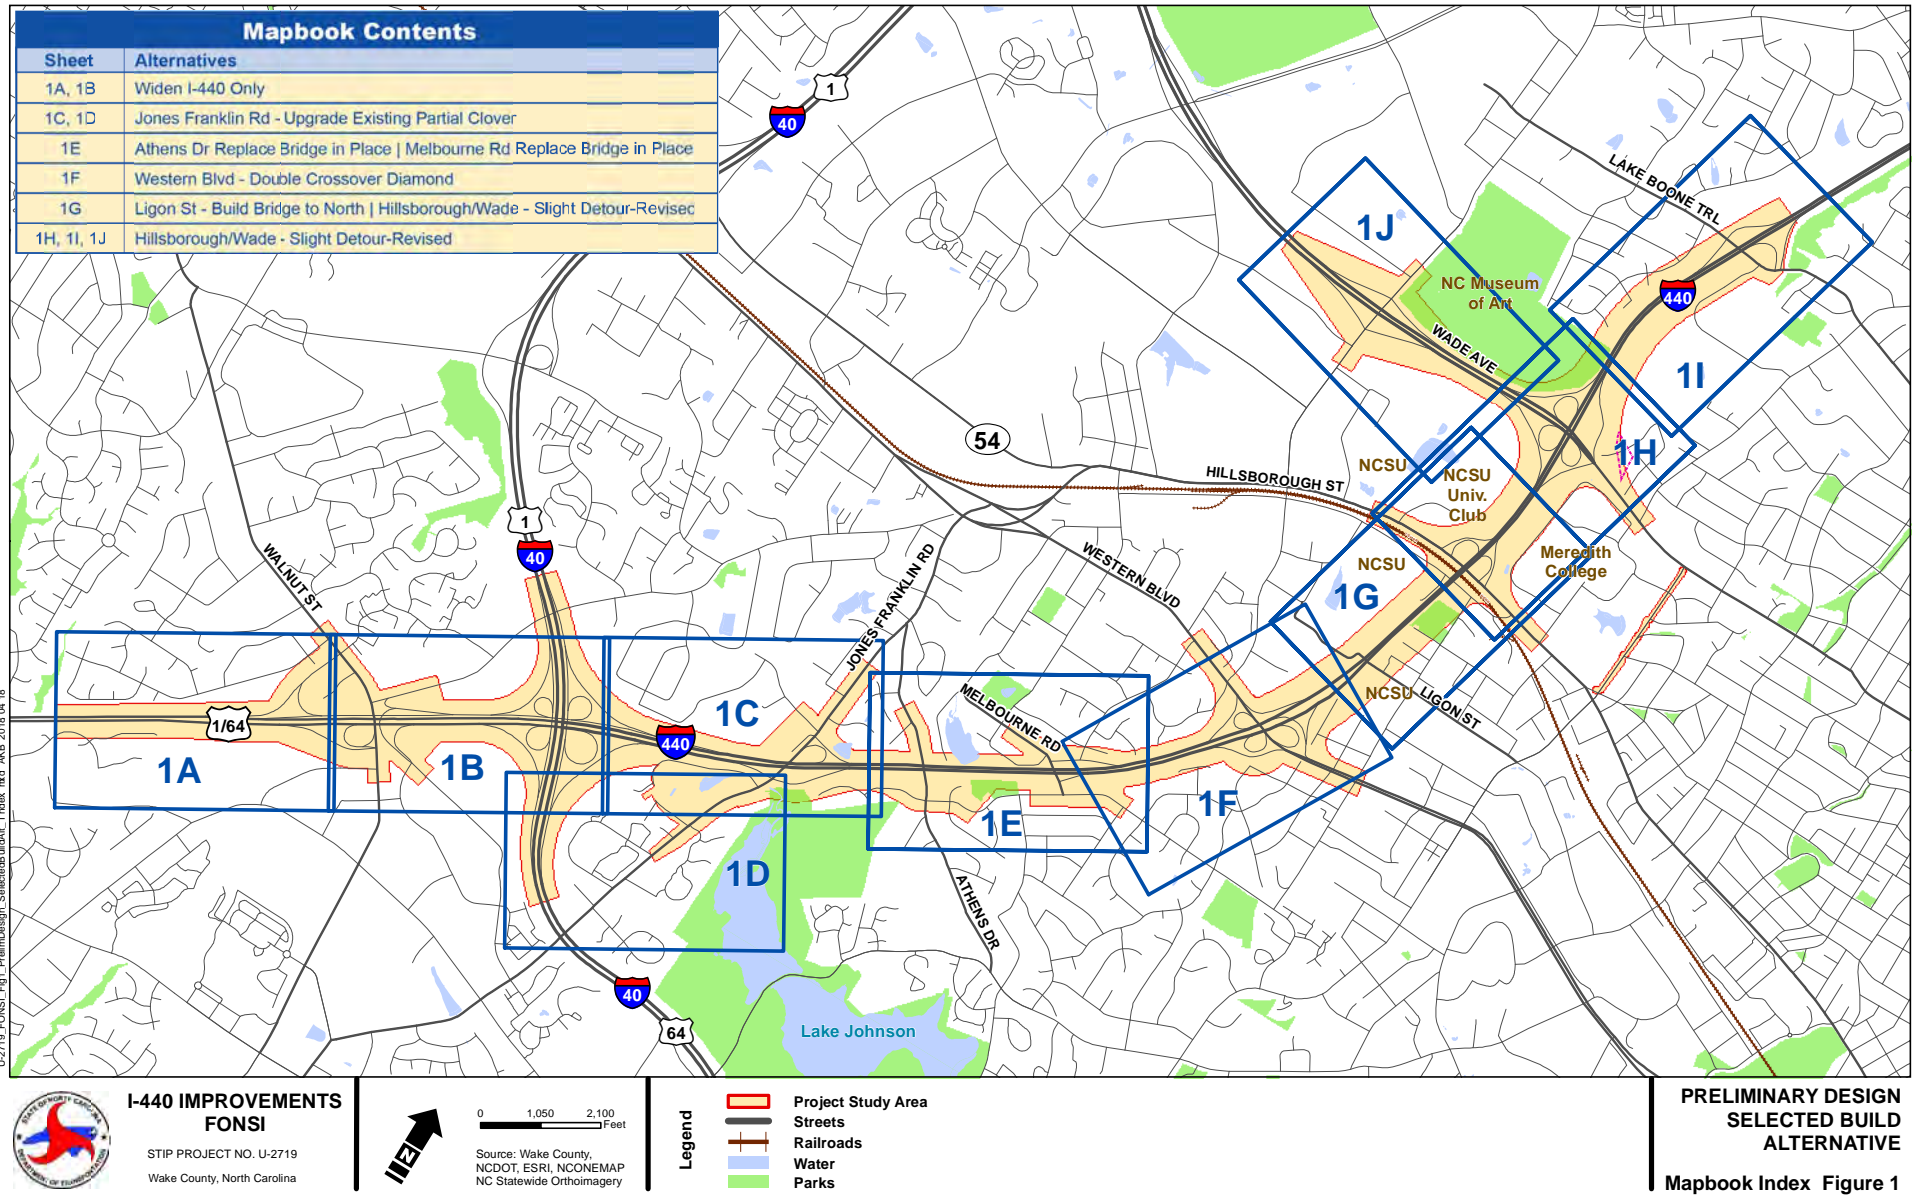 Mapbook Contents
Sheet Alternatives
1A, 1B Widen I-440 Only
1C, 1D Jones Franklin Rd - Upgrade Existing Partial Clover
1E Athens Dr Replace Bridge in Place | Melbourne Rd Replace Bridge in Place
1F Western Blvd - Double Crossover Diamond
1G Ligon St - Build Bridge to North | Hillsborough/Wade - Slight Detour-Revised
1H, 1I, 1J Hillsborough/Wade - Slight Detour-Revised
1
40
LAKE BOONE TRL
1J
NC Museum
of Art
440
WADE AVE
1I
54
HILLSBOROUGH ST
NCSU
NCSU
Univ.
Club
1H
1
40
WALNUT ST
JONES FRANKLIN RD
WESTERN BLVD
NCSU
Meredith
College
1G
NCSU
LIGON ST
MELBOURNE RD
1C
1/64
440
1A
1B
1F
1E
1D
ATHENS DR
40
64
Lake Johnson
I-440 IMPROVEMENTS
FONSI
STIP PROJECT NO. U-2719
Wake County, North Carolina
N
0 1,050 2,100
Feet
Source: Wake County,
NCDOT, ESRI, NCONEMAP
NC Statewide Orthoimagery
Legend
Project Study Area
Streets
Railroads
Water
Parks
PRELIMINARY DESIGN
SELECTED BUILD
ALTERNATIVE
Mapbook Index Figure 1
STATE OF NORTH CAROLINA
DEPARTMENT OF TRANSPORTATION